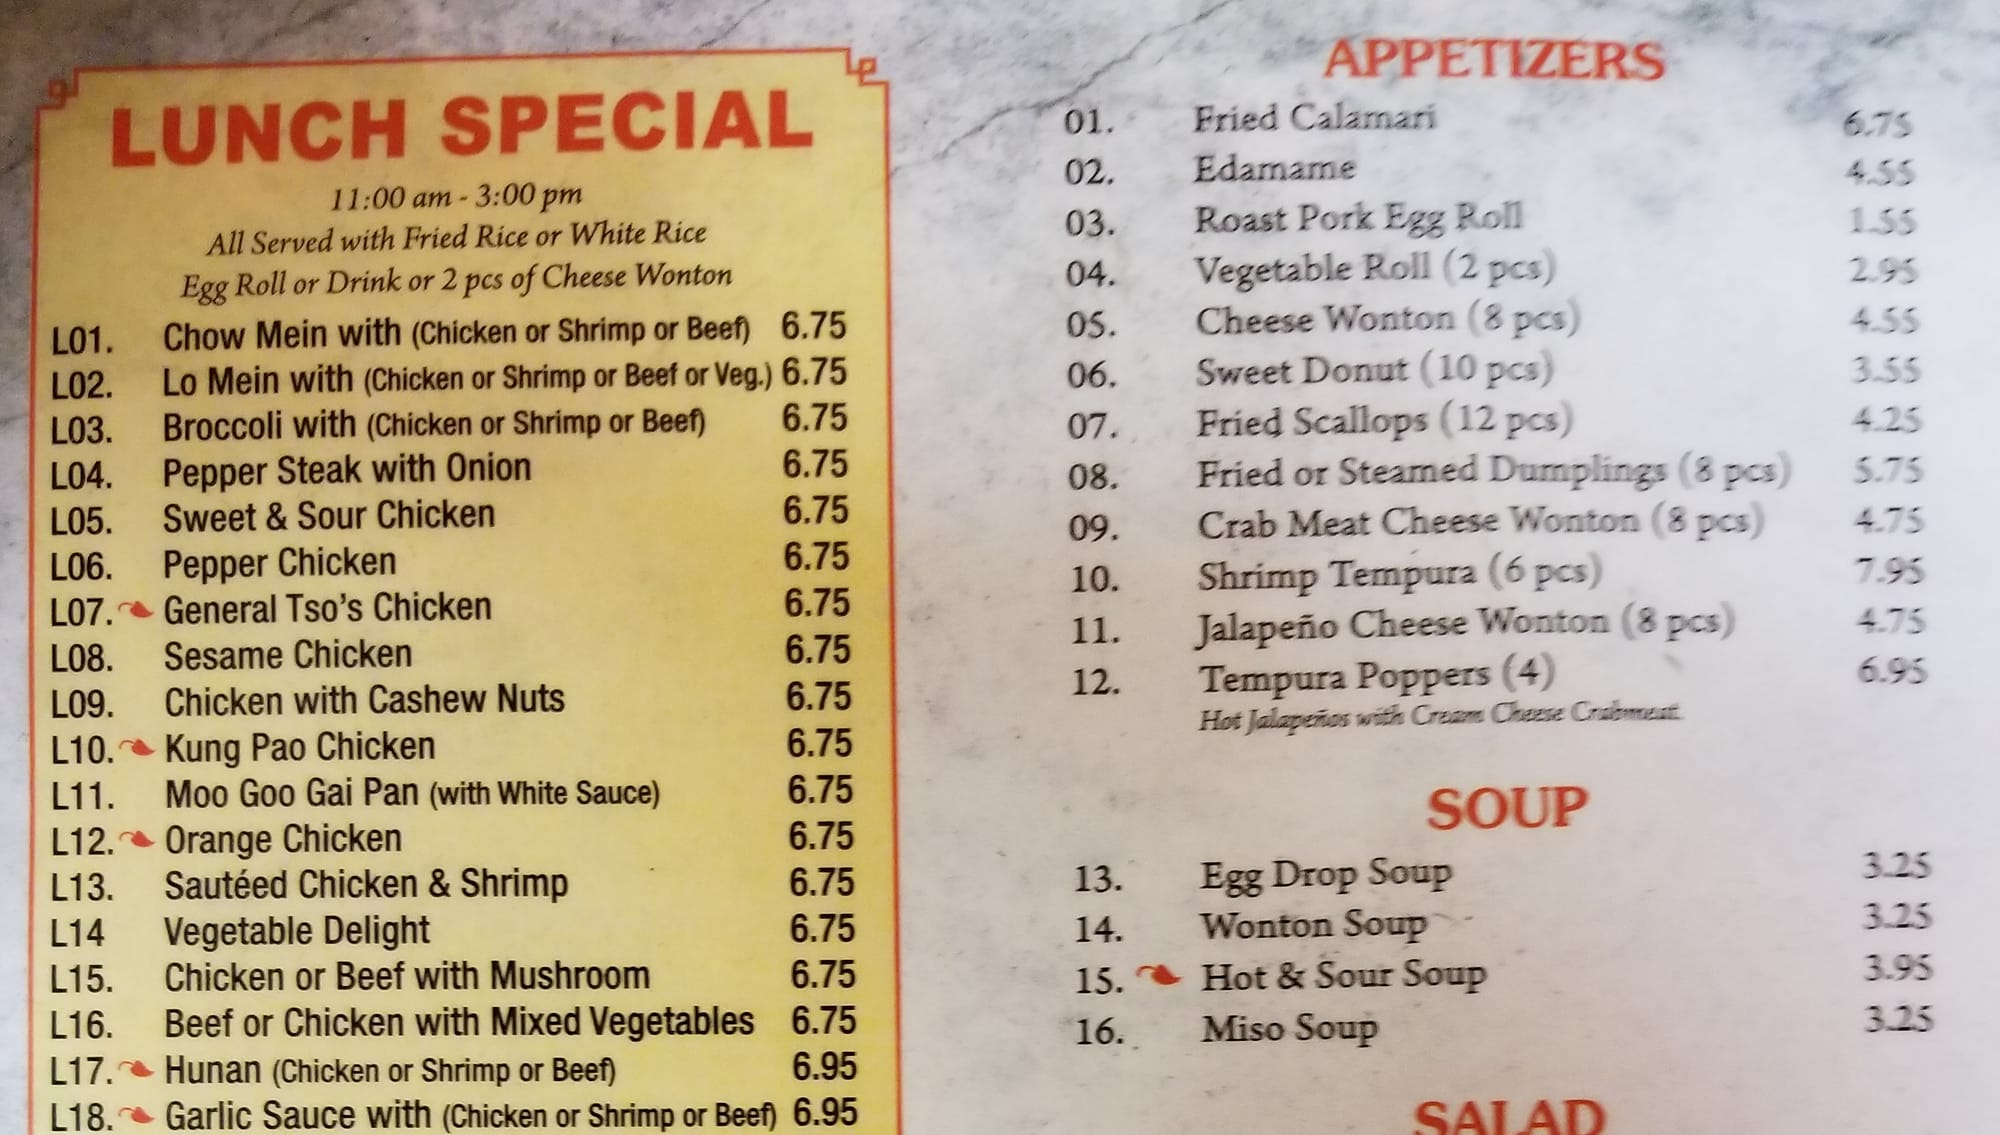 LUNCH SPECIAL
11:00 am - 3:00 pm
All Served with Fried Rice or White Rice
Egg Roll or Drink or 2 pcs of Cheese Wonton
L01. Chow Mein with (Chicken or Shrimp or Beef) 6.75
L02. Lo Mein with (Chicken or Shrimp or Beef or Veg.) 6.75
L03. Broccoli with (Chicken or Shrimp or Beef) 6.75
L04. Pepper Steak with Onion 6.75
L05. Sweet & Sour Chicken 6.75
L06. Pepper Chicken 6.75
L07. General Tso's Chicken 6.75
L08. Sesame Chicken 6.75
L09. Chicken with Cashew Nuts 6.75
L10. Kung Pao Chicken 6.75
L11. Moo Goo Gai Pan (with White Sauce) 6.75
L12. Orange Chicken 6.75
L13. Sautéed Chicken & Shrimp 6.75
L14 Vegetable Delight 6.75
L15. Chicken or Beef with Mushroom 6.75
L16. Beef or Chicken with Mixed Vegetables 6.75
L17. Hunan (Chicken or Shrimp or Beef) 6.95
L18. Garlic Sauce with (Chicken or Shrimp or Beef) 6.95
APPETIZERS
01. Fried Calamari 6.75
02. Edamame 4.55
03. Roast Pork Egg Roll 1.55
04. Vegetable Roll (2 pcs) 2.95
05. Cheese Wonton (8 pcs) 4.55
06. Sweet Donut (10 pcs) 3.55
07. Fried Scallops (12 pcs) 4.25
08. Fried or Steamed Dumplings (8 pcs) 5.75
09. Crab Meat Cheese Wonton (8 pcs) 4.75
10. Shrimp Tempura (6 pcs) 7.95
11. Jalapeño Cheese Wonton (8 pcs) 4.75
12. Tempura Poppers (4) 6.95
Hot Jalapeños with Cream Cheese Crabmeat.
SOUP
13. Egg Drop Soup 3.25
14. Wonton Soup 3.25
15. Hot & Sour Soup 3.95
16. Miso Soup 3.25
SALAD